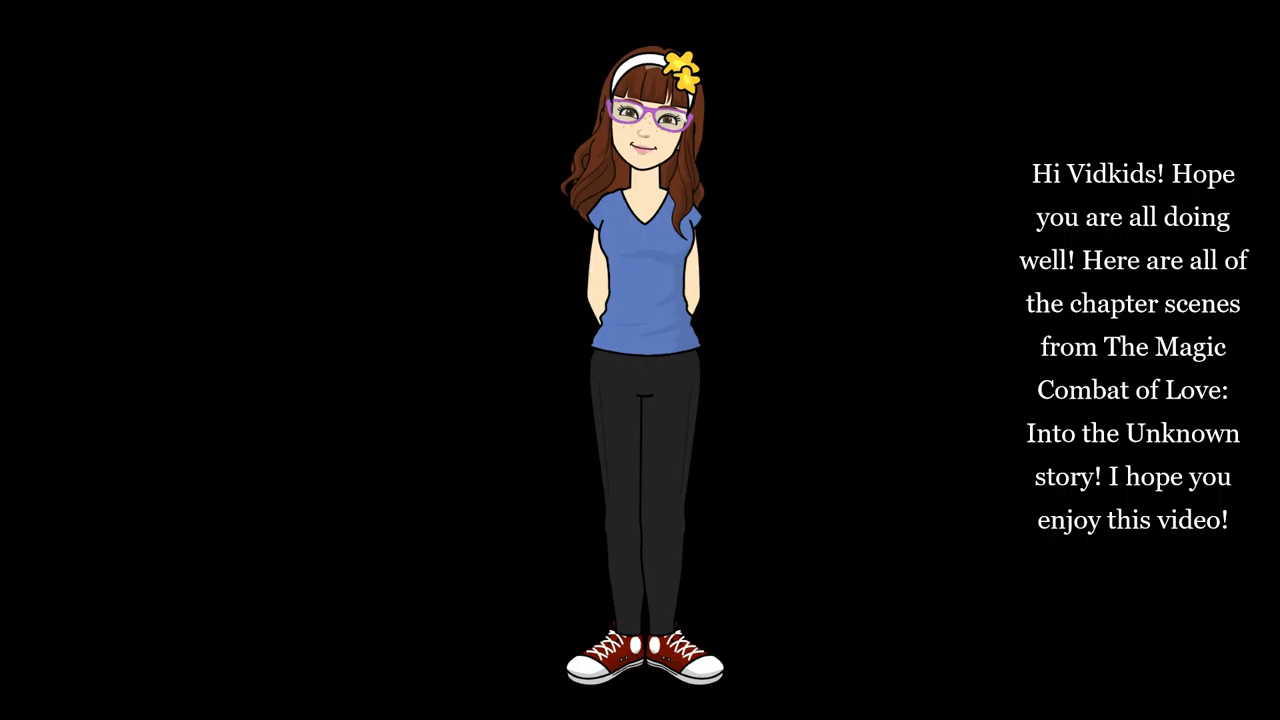 Hi Vidkids! Hope
you are all doing
well! Here are all of
the chapter scenes
from The Magic
Combat of Love:
Into the Unknown
story! I hope you
enjoy this video!